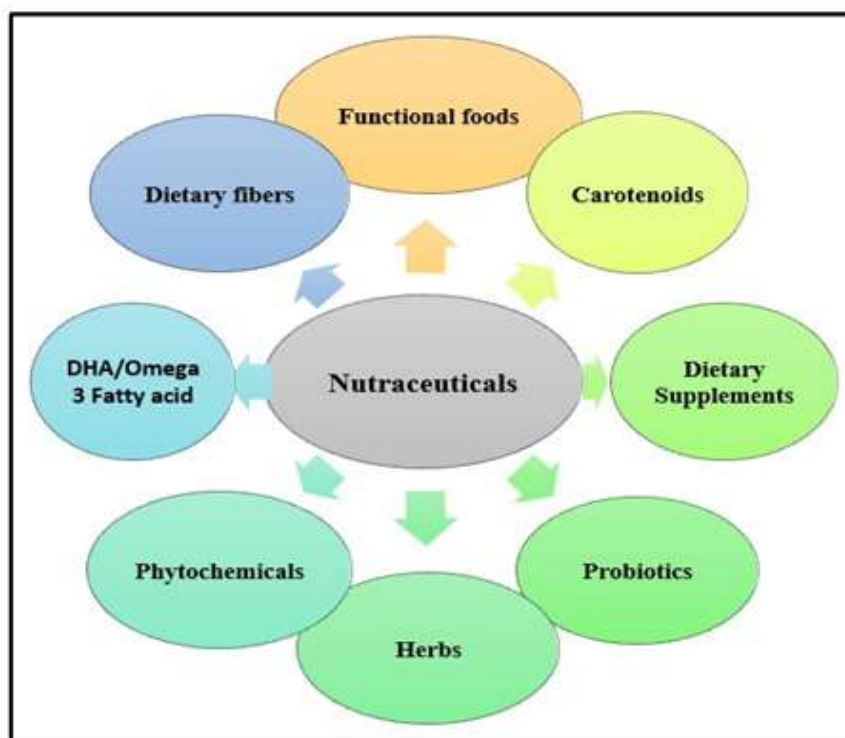 Functional foods
Dietary fibers
Carotenoids
DHA/Omega
3 Fatty acid
Nutraceuticals
Dietary
Supplements
Phytochemicals
Probiotics
Herbs